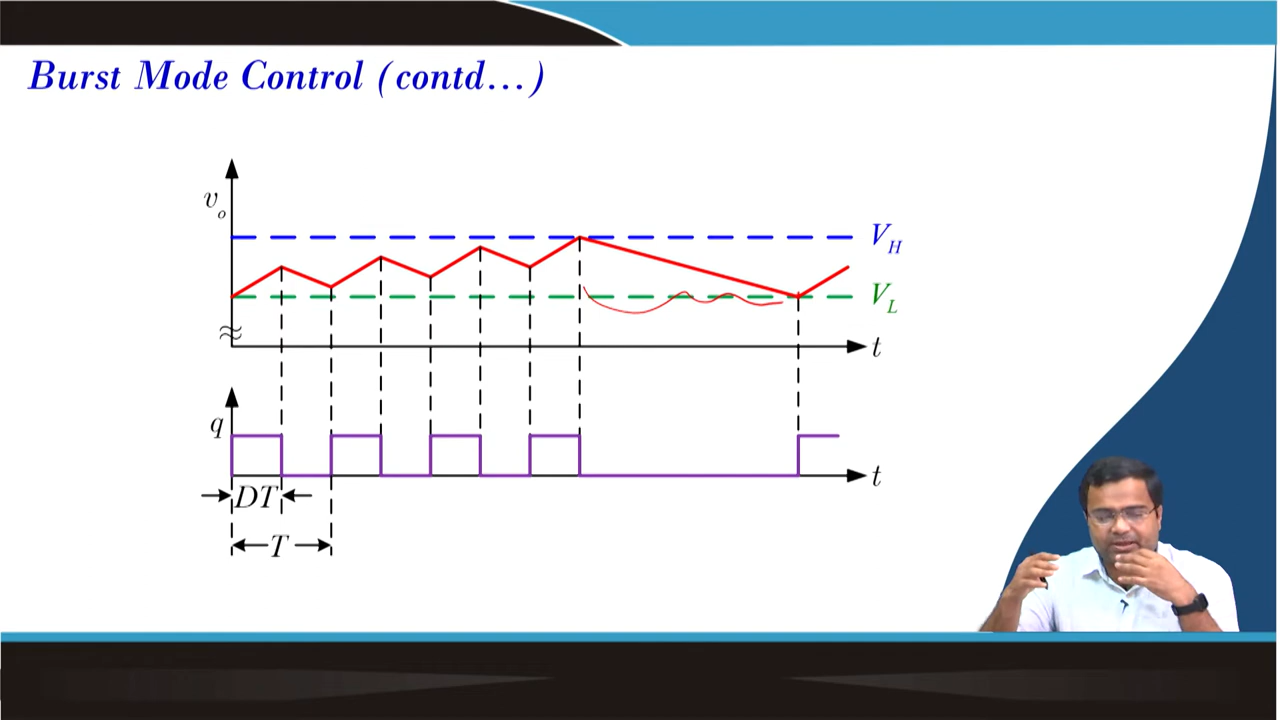 Burst Mode Control (contd...)
v_o
V_H
V_L
≈
t
q
t
DT
T